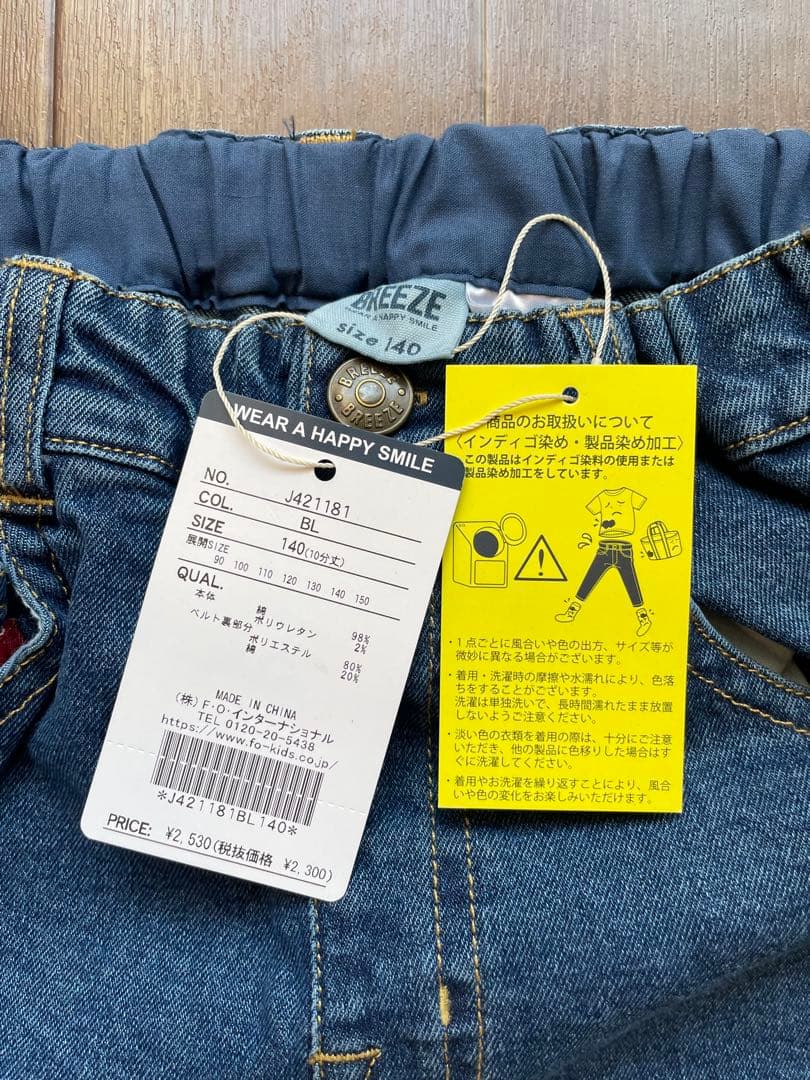 BREEZE
WEAR A HAPPY SMILE
size 140
BREEZE
BREEZE
WEAR A HAPPY SMILE
NO. J421181
COL. BL
SIZE 140(10分丈)
展開SIZE
90 100 110 120 130 140 150
QUAL.
本体 綿 98%
ポリウレタン 2%
ベルト裏部分 ポリエステル 80%
綿 20%
MADE IN CHINA
(株)F・O・インターナショナル
TEL 0120-20-5438
https://www.fo-kids.co.jp/
*J421181BL140*
PRICE: ¥2,530(税抜価格 ¥2,300)
商品のお取扱いについて
〈インディゴ染め・製品染め加工〉
この製品はインディゴ染料の使用または
製品染め加工をしています。
・1点ごとに風合いや色の出方、サイズ等が
微妙に異なる場合がございます。
・着用・洗濯時の摩擦や水濡れにより、色落
ちをすることがございます。
洗濯は単独洗いで、長時間濡れたまま放置
しないようご注意ください。
・淡い色の衣類を着用の際は、十分にご注意
いただき、他の製品に色移りした場合はす
ぐに洗濯してください。
・着用やお洗濯を繰り返すことにより、風合
いや色の変化をお楽しみいただけます。